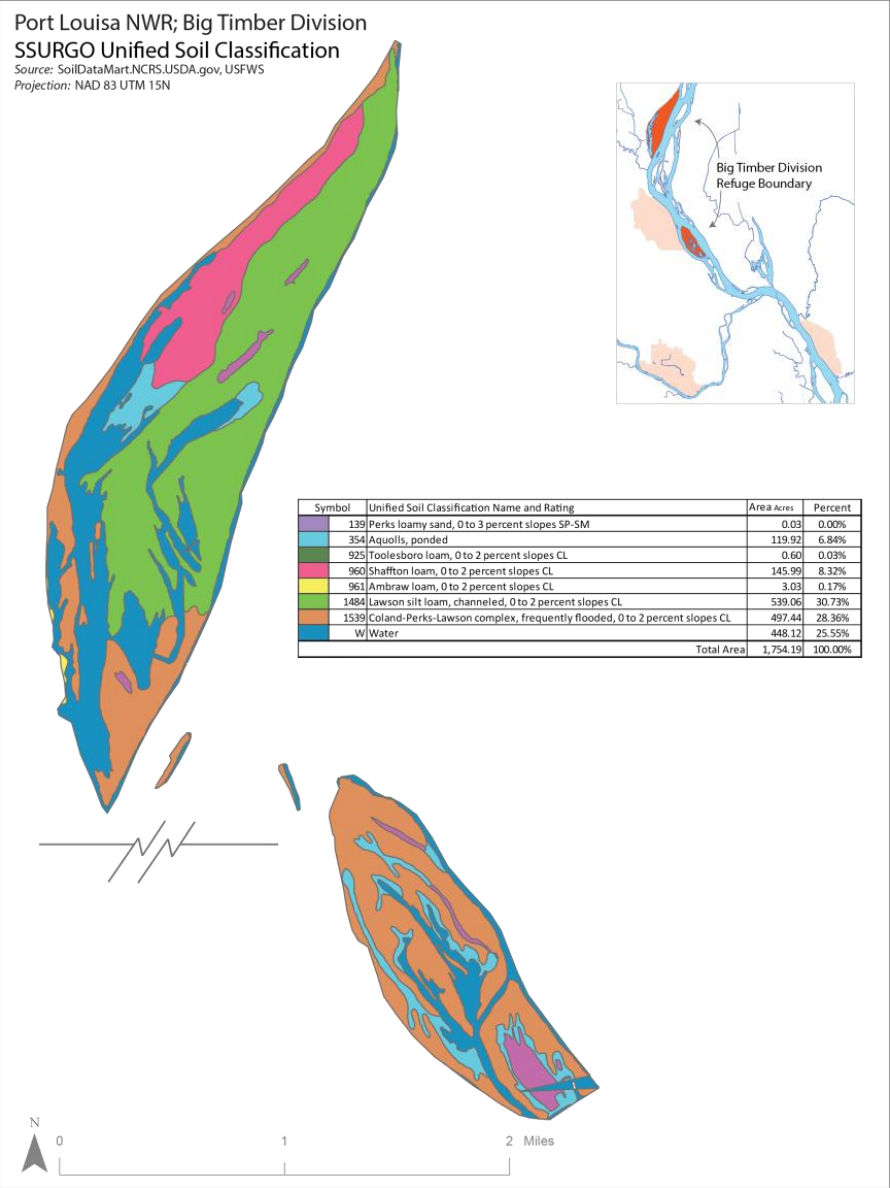 Port Louisa NWR; Big Timber Division
SSURGO Unified Soil Classification
Source: SoilDataMart.NCRS.USDA.gov, USFWS
Projection: NAD 83 UTM 15N
Big Timber Division
Refuge Boundary
Symbol Unified Soil Classification Name and Rating Area Acres Percent
139 Perks loamy sand, 0 to 3 percent slopes SP-SM 0.03 0.00%
354 Aquolls, ponded 119.92 6.84%
925 Toolesboro loam, 0 to 2 percent slopes CL 0.60 0.03%
960 Shaffton loam, 0 to 2 percent slopes CL 145.99 8.32%
961 Ambraw loam, 0 to 2 percent slopes CL 3.03 0.17%
1484 Lawson silt loam, channeled, 0 to 2 percent slopes CL 539.06 30.73%
1539 Coland-Perks-Lawson complex, frequently flooded, 0 to 2 percent slopes CL 497.44 28.36%
W Water 448.12 25.55%
Total Area 1,754.19 100.00%
N
0 1 2 Miles